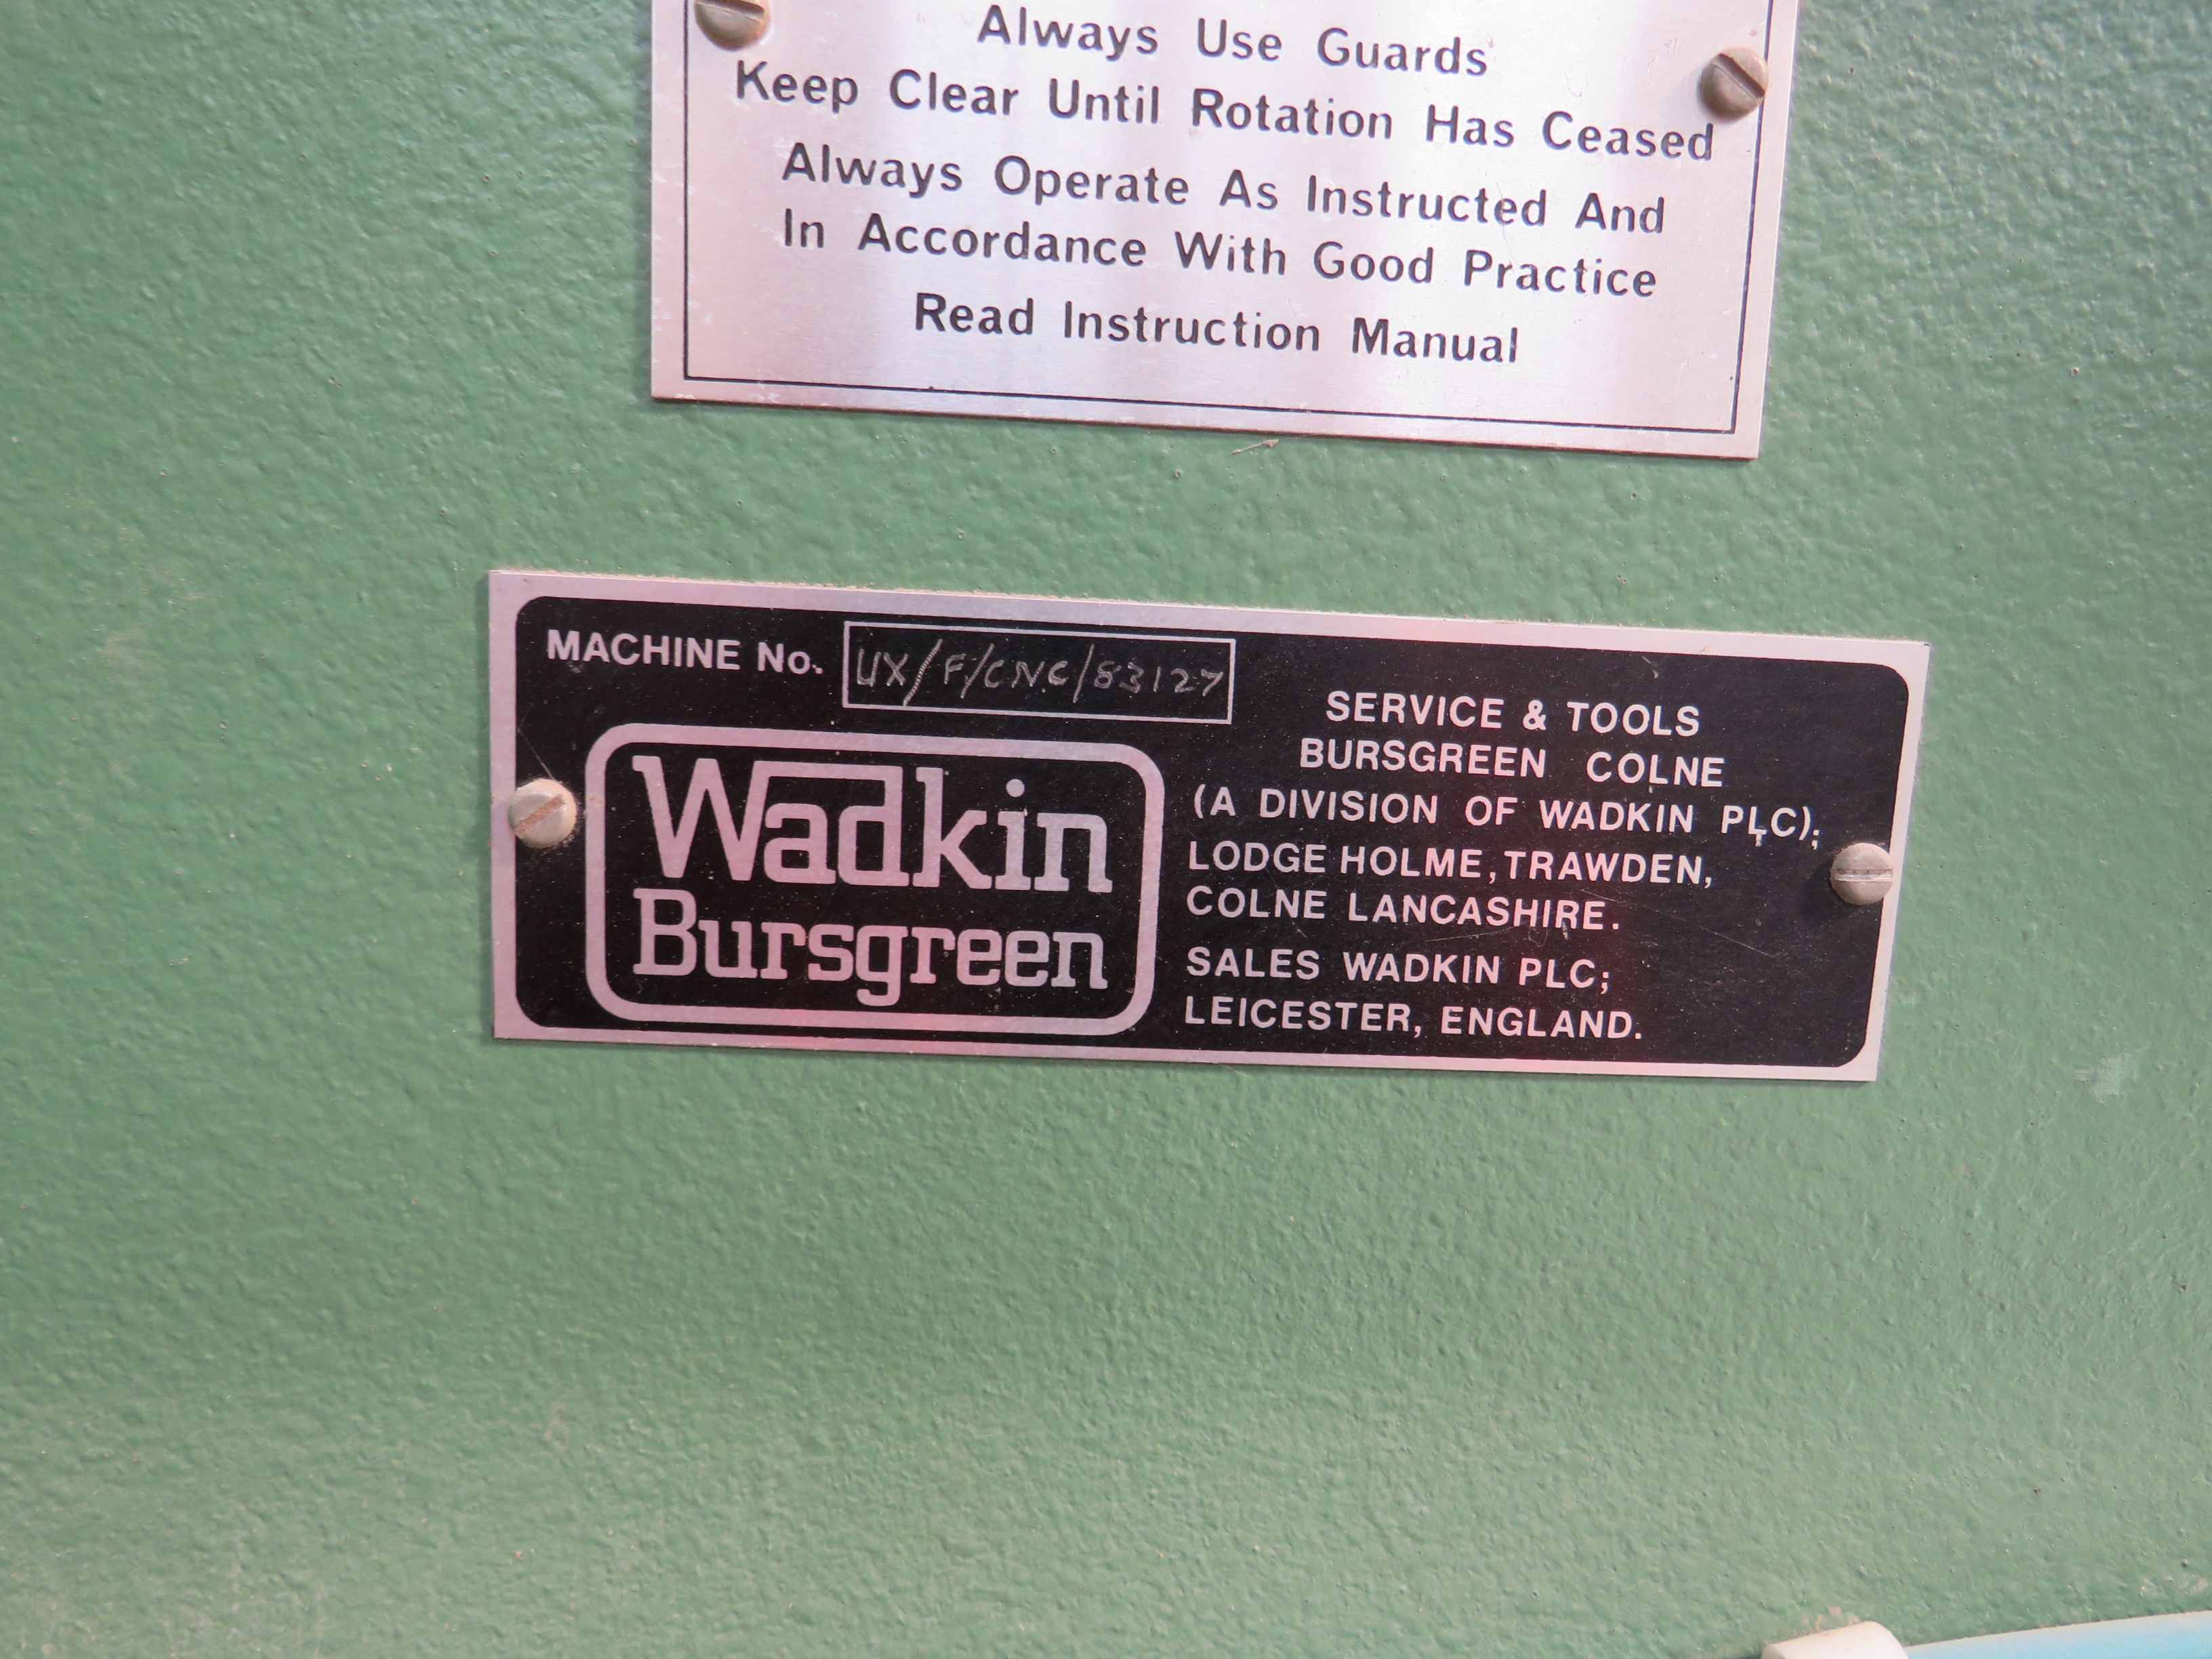 Always Use Guards
Keep Clear Until Rotation Has Ceased
Always Operate As Instructed And
In Accordance With Good Practice
Read Instruction Manual
MACHINE No. UX/F/CNC/83127
Wadkin
Bursgreen
SERVICE & TOOLS
BURSGREEN COLNE
(A DIVISION OF WADKIN PLC);
LODGE HOLME, TRAWDEN,
COLNE LANCASHIRE.
SALES WADKIN PLC;
LEICESTER, ENGLAND.